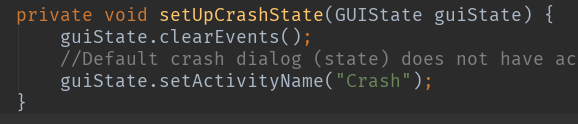 private void setUpCrashState(GUIState guiState) {
guiState.clearEvents();
//Default crash dialog (state) does not have ac
guiState.setActivityName("Crash");
}